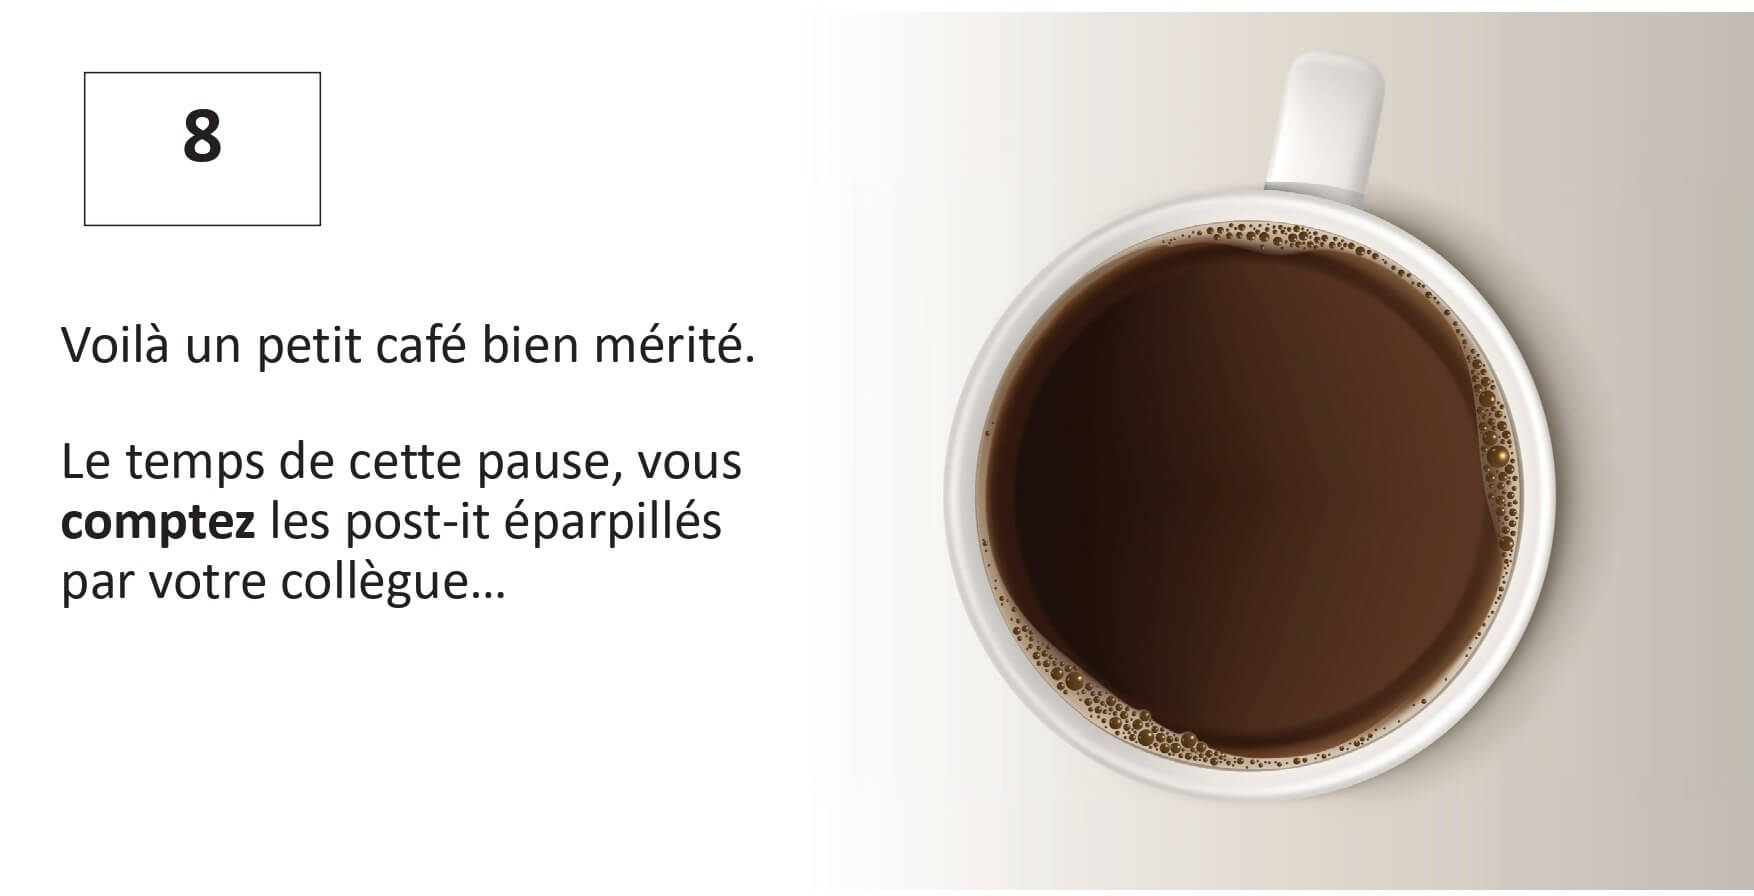 8
Voilà un petit café bien mérité.
Le temps de cette pause, vous
comptez les post-it éparpillés
par votre collègue…